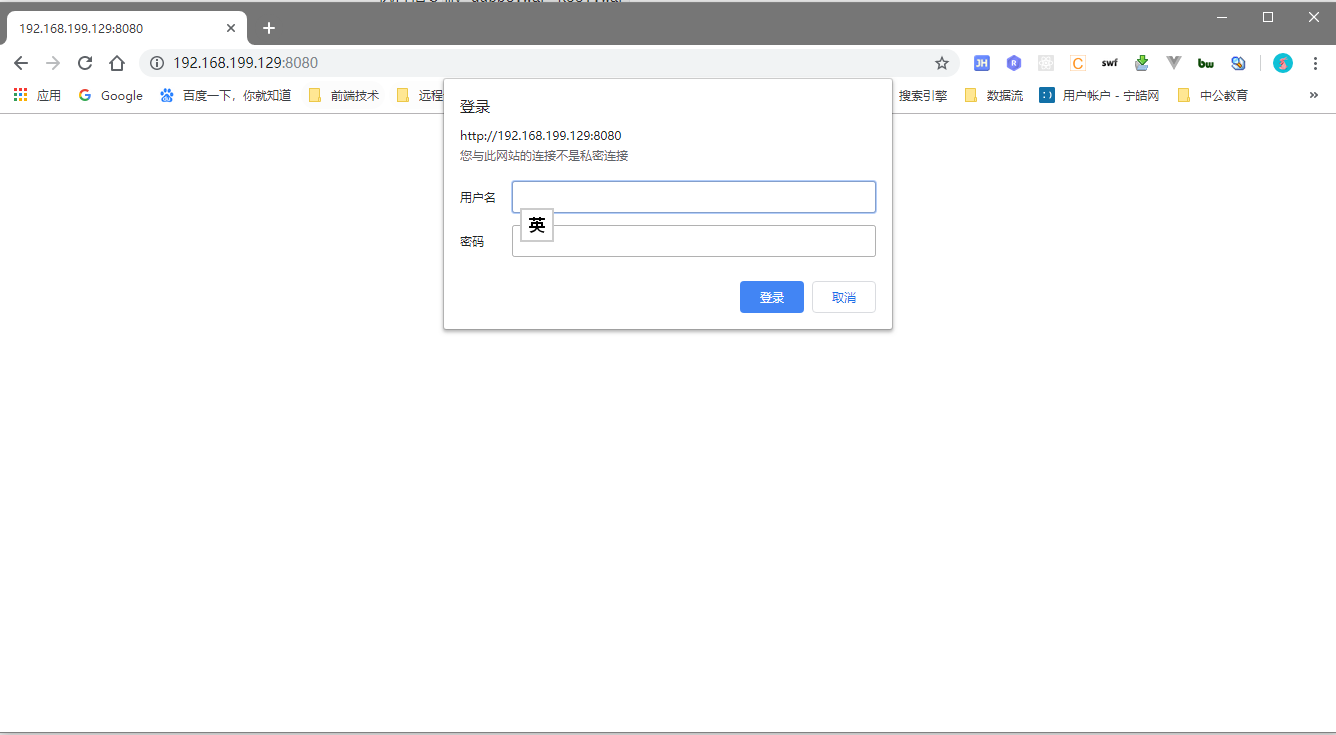 192.168.199.129:8080
192.168.199.129:8080
JH
R
C
swf
bw
应用
Google
百度一下，你就知道
前端技术
远程
搜索引擎
数据流
用户帐户 - 宁皓网
中公教育
»
登录
http://192.168.199.129:8080
您与此网站的连接不是私密连接
用户名
英
密码
登录
取消